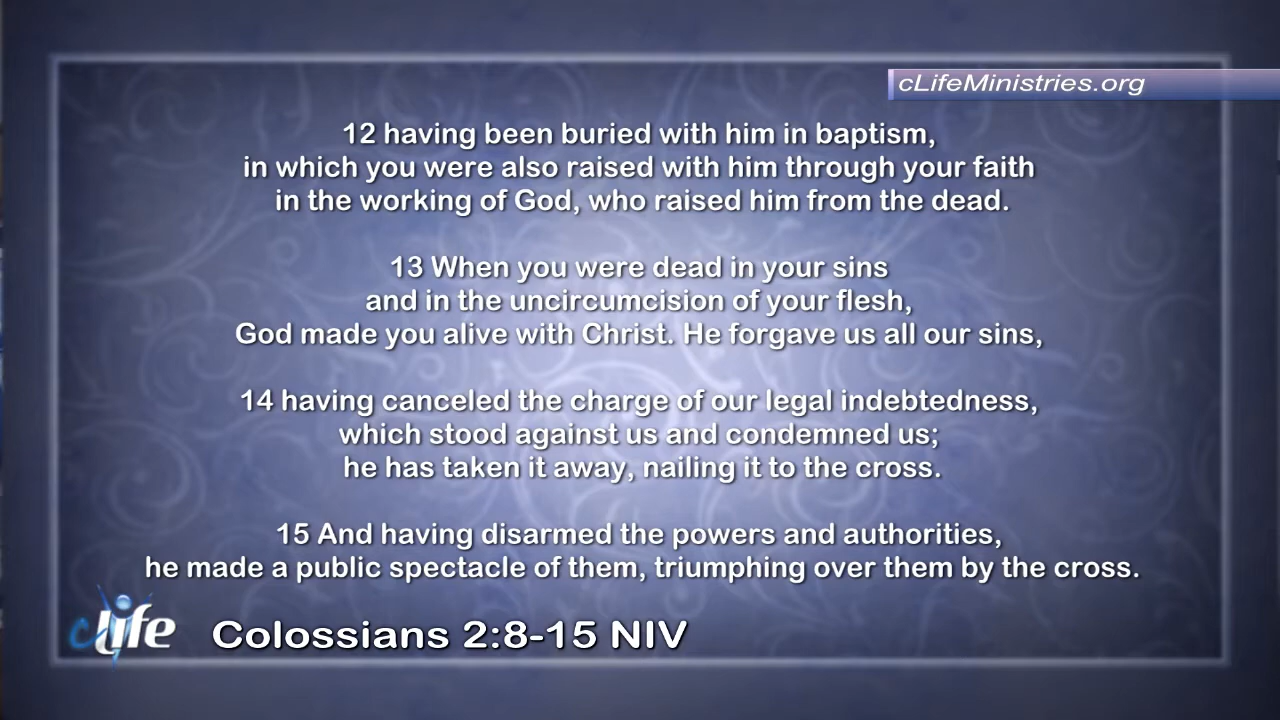 cLifeMinistries.org
12 having been buried with him in baptism,
in which you were also raised with him through your faith
in the working of God, who raised him from the dead.
13 When you were dead in your sins
and in the uncircumcision of your flesh,
God made you alive with Christ. He forgave us all our sins,
14 having canceled the charge of our legal indebtedness,
which stood against us and condemned us;
he has taken it away, nailing it to the cross.
15 And having disarmed the powers and authorities,
he made a public spectacle of them, triumphing over them by the cross.
cLife
Colossians 2:8-15 NIV